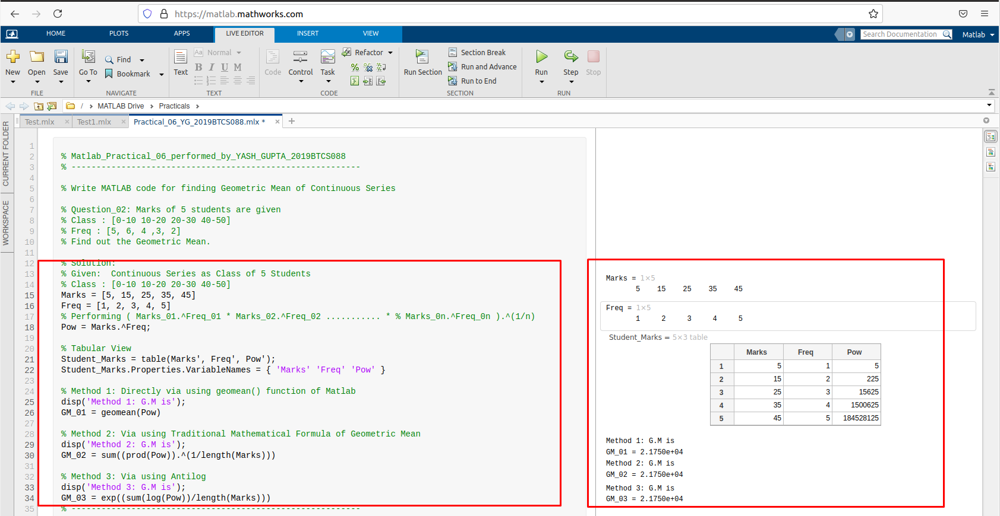 https://matlab.mathworks.com
HOME PLOTS APPS LIVE EDITOR INSERT VIEW
Search Documentation Matlab
New Open Save
FILE
Go To Find Bookmark
NAVIGATE
Text Aa Normal
B I U M
TEXT
Code Control Task Refactor
CODE
Run Section Section Break
Run and Advance
Run to End
SECTION
Run Step Stop
RUN
/ MATLAB Drive Practicals
Test.mlx × Test1.mlx × Practical_06_YG_2019BTCS088.mlx * × +
CURRENT FOLDER
WORKSPACE
1
2 % Matlab_Practical_06_performed_by_YASH_GUPTA_2019BTCS088
3 % ----------------------------------------------------------
4
5 % Write MATLAB code for finding Geometric Mean of Continuous Series
6
7 % Question_02: Marks of 5 students are given
8 % Class : [0-10 10-20 20-30 40-50]
9 % Freq : [5, 6, 4 ,3, 2]
10 % Find out the Geometric Mean.
11
12 % Solution:
13 % Given:  Continuous Series as Class of 5 Students
14 % Class : [0-10 10-20 20-30 40-50]
15 Marks = [5, 15, 25, 35, 45]
16 Freq = [1, 2, 3, 4, 5]
17 % Performing ( Marks_01.^Freq_01 * Marks_02.^Freq_02 ........... * % Marks_0n.^Freq_0n ).^(1/n)
18 Pow = Marks.^Freq;
19
20 % Tabular View
21 Student_Marks = table(Marks', Freq', Pow');
22 Student_Marks.Properties.VariableNames = { 'Marks' 'Freq' 'Pow' }
23
24 % Method 1: Directly via using geomean() function of Matlab
25 disp('Method 1: G.M is');
26 GM_01 = geomean(Pow)
27
28 % Method 2: Via using Traditional Mathematical Formula of Geometric Mean
29 disp('Method 2: G.M is');
30 GM_02 = sum((prod(Pow)).^(1/length(Marks)))
31
32 % Method 3: Via using Antilog
33 disp('Method 3: G.M is');
34 GM_03 = exp((sum(log(Pow))/length(Marks)))
35 % ----------------------------------------------------------
Marks = 1×5
5 15 25 35 45
Freq = 1×5
1 2 3 4 5
Student_Marks = 5×3 table
Marks Freq Pow
1 5 1 5
2 15 2 225
3 25 3 15625
4 35 4 1500625
5 45 5 184528125
Method 1: G.M is
GM_01 = 2.1750e+04
Method 2: G.M is
GM_02 = 2.1750e+04
Method 3: G.M is
GM_03 = 2.1750e+04